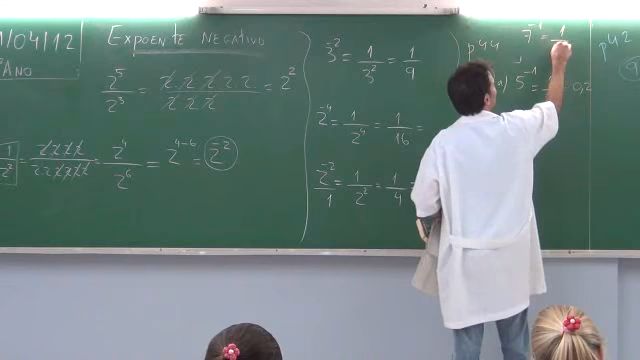 /04/12
ANO
EXPOENTE NEGATIVO
2⁵/2³ = 2.2.2.2.2/2.2.2 = 2²
1/2² = 2.2.2.2/2.2.2.2.2.2 = 2⁴/2⁶ = 2⁴⁻⁶ = 2⁻²
3⁻² = 1/3² = 1/9
2⁻⁴ = 1/2⁴ = 1/16 =
2⁻²/1 = 1/2² = 1/4 =
p44
7⁻¹ = 1
a) 5⁻¹ = = 0,2
p42